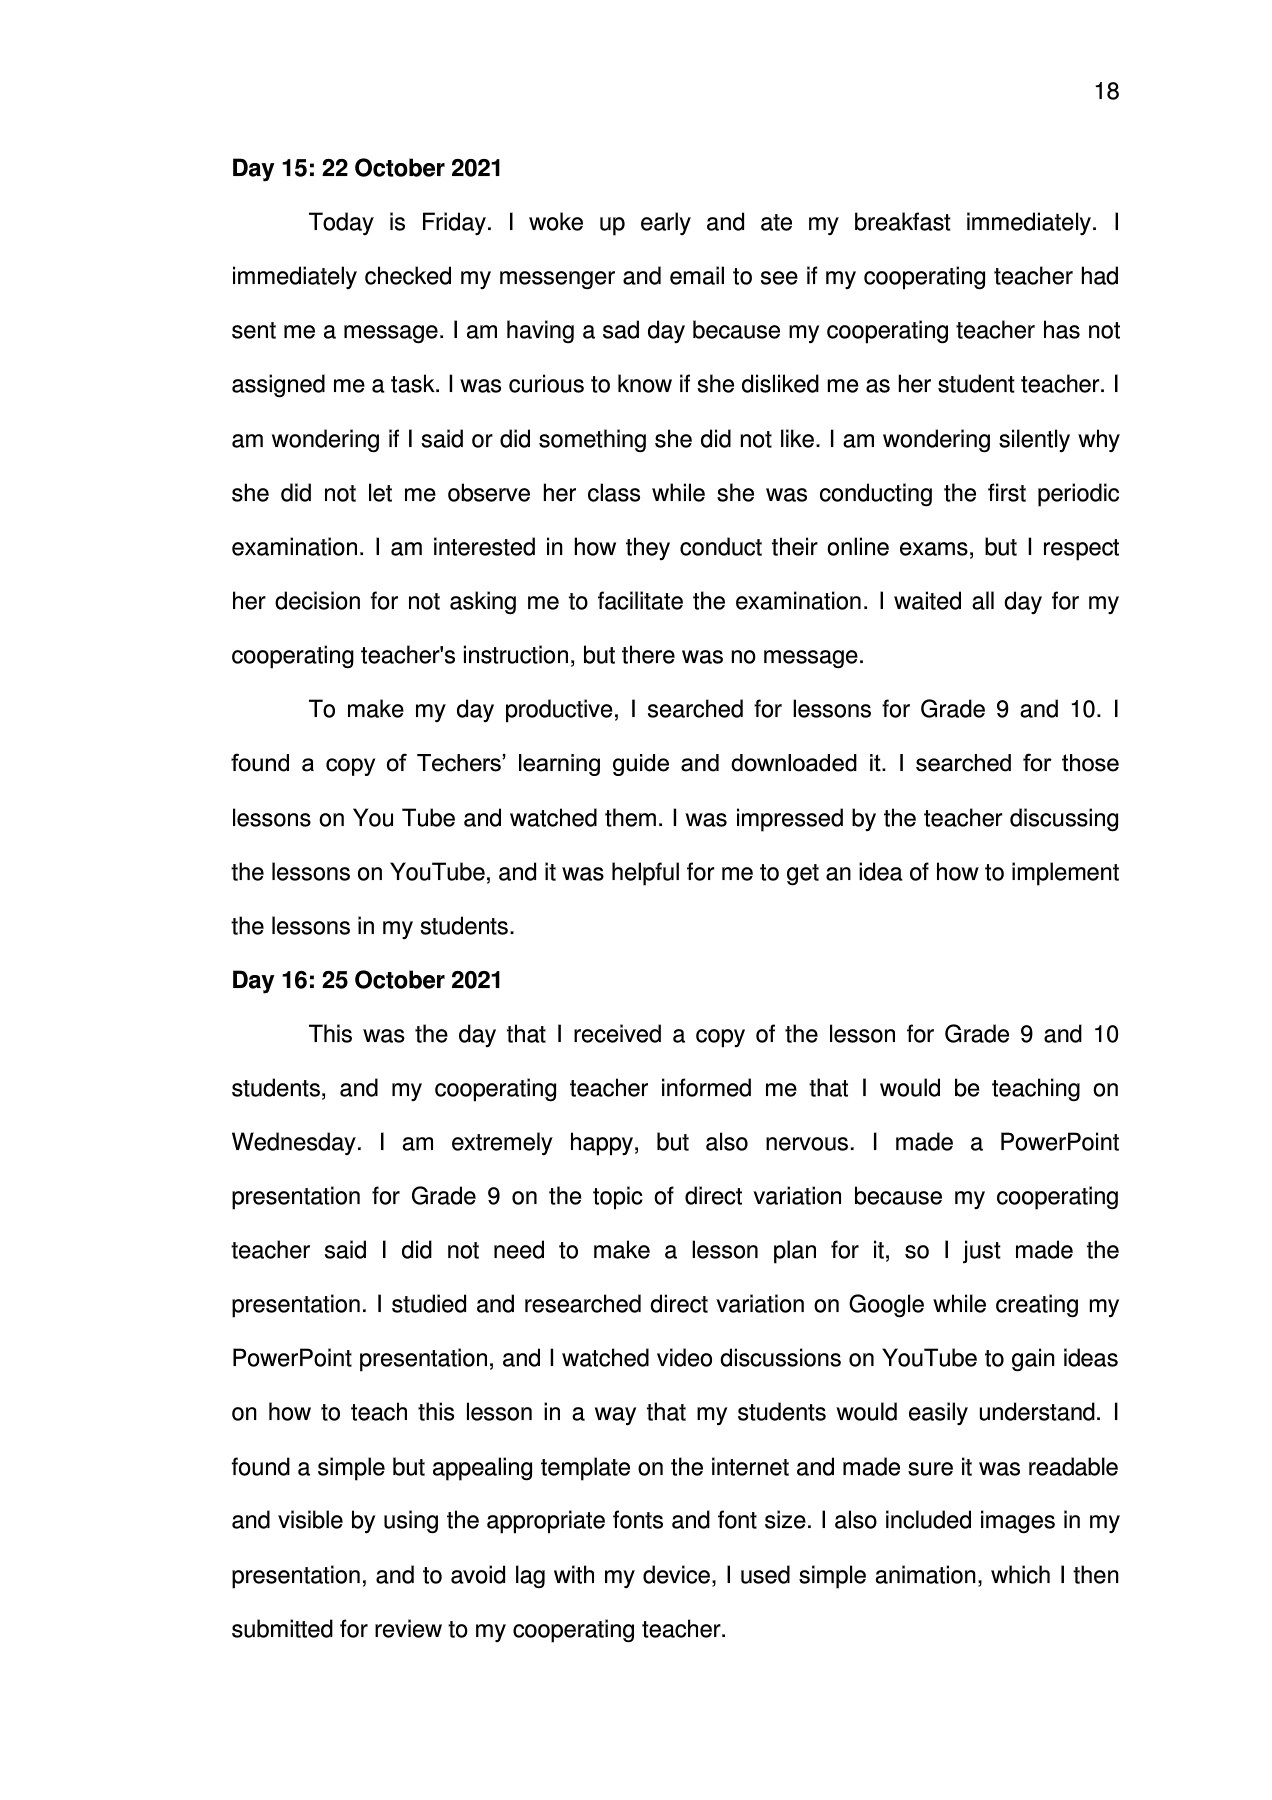 18
Day 15: 22 October 2021
Today is Friday. I woke up early and ate my breakfast immediately. I
immediately checked my messenger and email to see if my cooperating teacher had
sent me a message. I am having a sad day because my cooperating teacher has not
assigned me a task. I was curious to know if she disliked me as her student teacher. I
am wondering if I said or did something she did not like. I am wondering silently why
she did not let me observe her class while she was conducting the first periodic
examination. I am interested in how they conduct their online exams, but I respect
her decision for not asking me to facilitate the examination. I waited all day for my
cooperating teacher's instruction, but there was no message.
To make my day productive, I searched for lessons for Grade 9 and 10. I
found a copy of Techers’ learning guide and downloaded it. I searched for those
lessons on You Tube and watched them. I was impressed by the teacher discussing
the lessons on YouTube, and it was helpful for me to get an idea of how to implement
the lessons in my students.
Day 16: 25 October 2021
This was the day that I received a copy of the lesson for Grade 9 and 10
students, and my cooperating teacher informed me that I would be teaching on
Wednesday. I am extremely happy, but also nervous. I made a PowerPoint
presentation for Grade 9 on the topic of direct variation because my cooperating
teacher said I did not need to make a lesson plan for it, so I just made the
presentation. I studied and researched direct variation on Google while creating my
PowerPoint presentation, and I watched video discussions on YouTube to gain ideas
on how to teach this lesson in a way that my students would easily understand. I
found a simple but appealing template on the internet and made sure it was readable
and visible by using the appropriate fonts and font size. I also included images in my
presentation, and to avoid lag with my device, I used simple animation, which I then
submitted for review to my cooperating teacher.